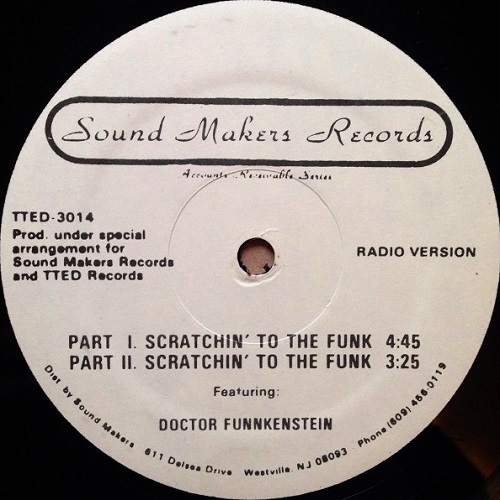 Sound Makers Records
Accounts Receivable Series
TTED-3014
Prod. under special
arrangement for
Sound Makers Records
and TTED Records
RADIO VERSION
PART I. SCRATCHIN' TO THE FUNK 4:45
PART II. SCRATCHIN' TO THE FUNK 3:25
Featuring:
DOCTOR FUNNKENSTEIN
Dist. by Sound Makers 611 Delsea Drive Westville, NJ 08093 Phone (609) 456-0119